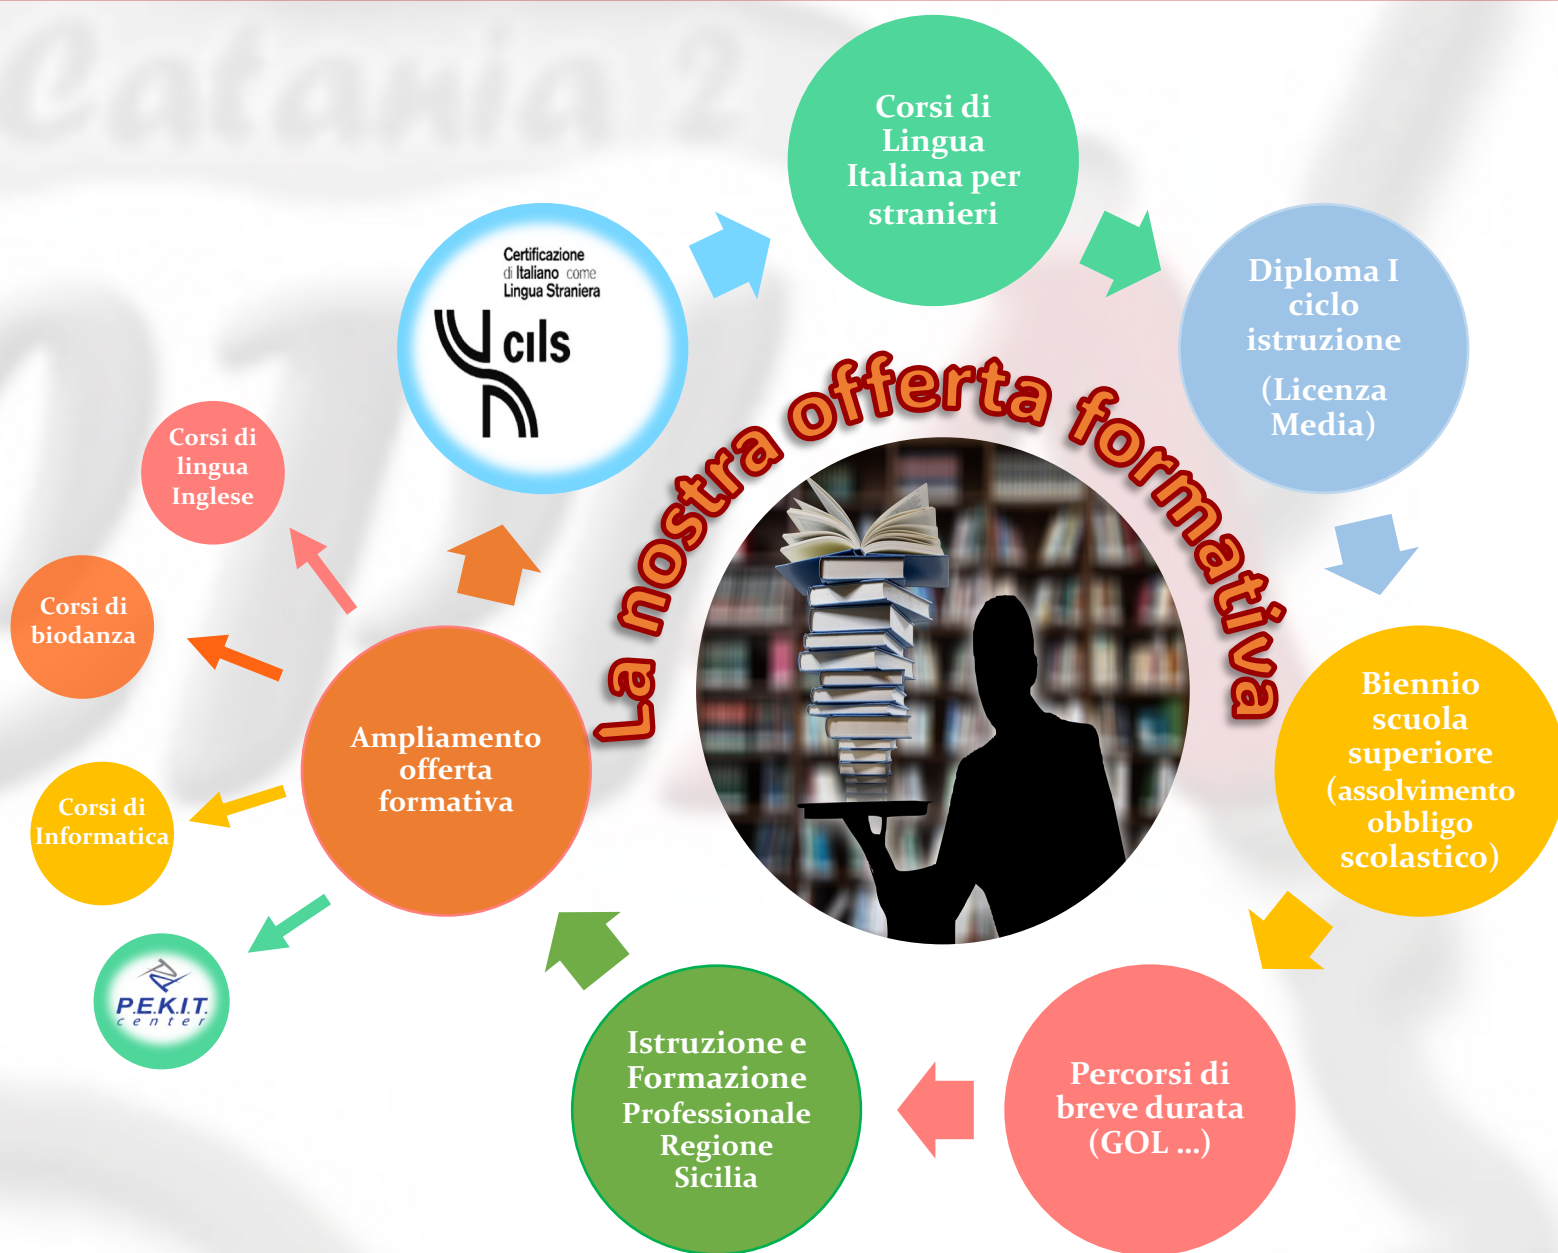 Catania 2
Corsi di
Lingua
Italiana per
stranieri
Certificazione
di Italiano come
Lingua Straniera
cils
Diploma I
ciclo
istruzione
(Licenza
Media)
La nostra offerta formativa
Corsi di
lingua
Inglese
Corsi di
biodanza
Ampliamento
offerta
formativa
Biennio
scuola
superiore
(assolvimento
obbligo
scolastico)
Corsi di
Informatica
P.E.K.I.T.
center
Istruzione e
Formazione
Professionale
Regione
Sicilia
Percorsi di
breve durata
(GOL ...)